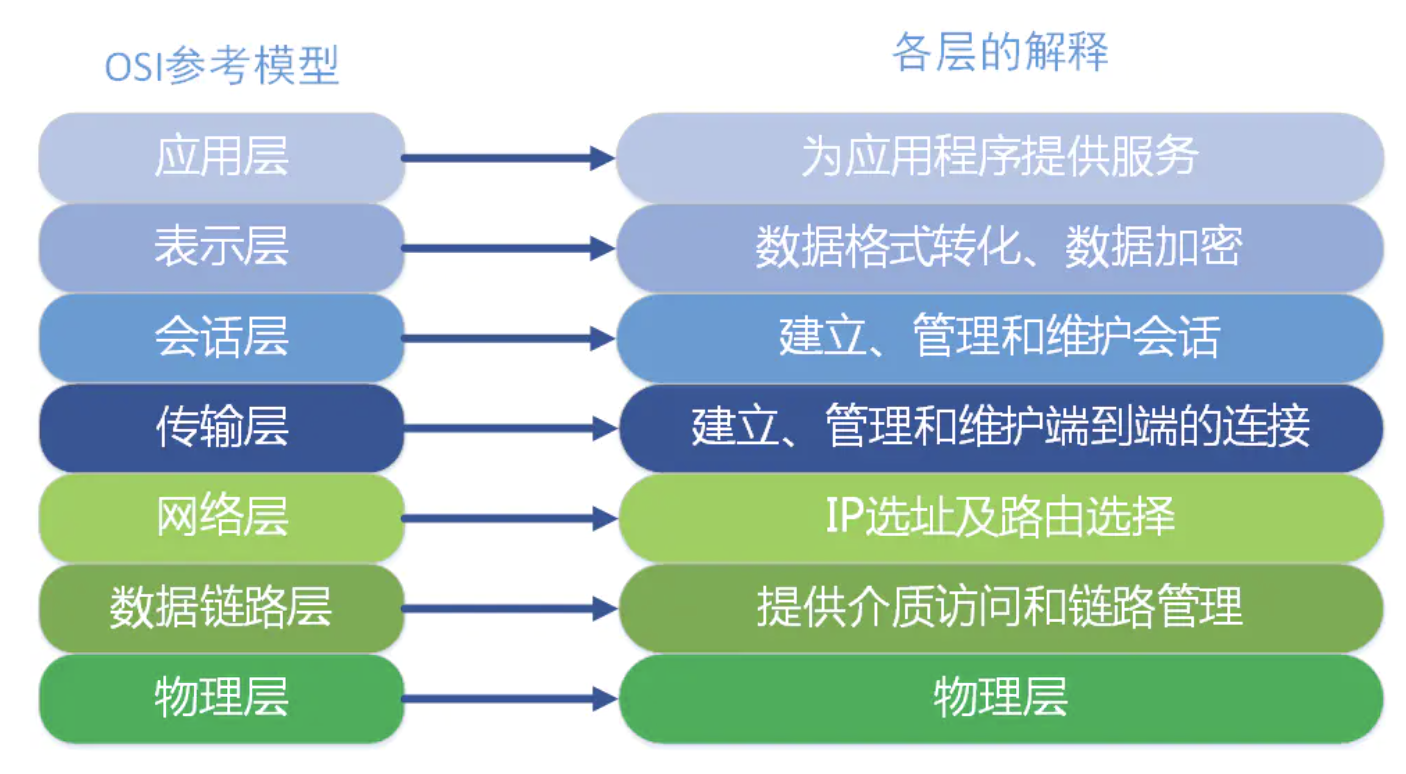 OSI参考模型
各层的解释
应用层
为应用程序提供服务
表示层
数据格式转化、数据加密
会话层
建立、管理和维护会话
传输层
建立、管理和维护端到端的连接
网络层
IP选址及路由选择
数据链路层
提供介质访问和链路管理
物理层
物理层